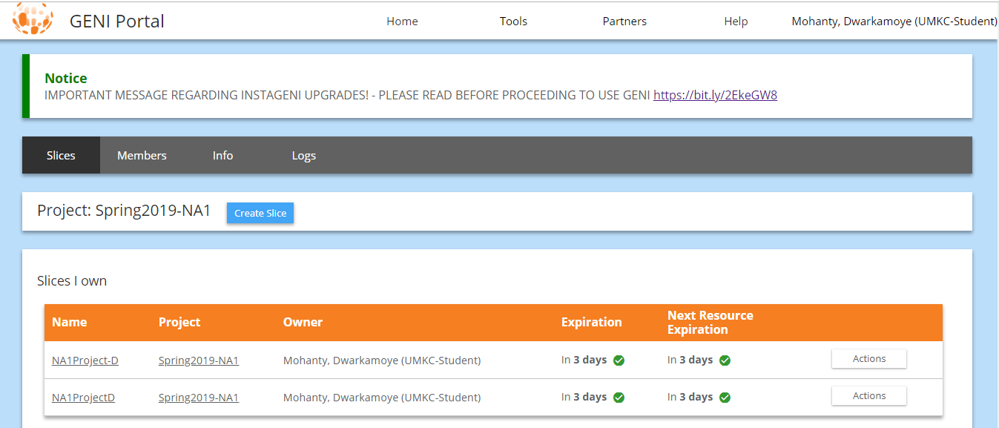 GENI Portal Home Tools Partners Help Mohanty, Dwarkamoye (UMKC-Student)
Notice
IMPORTANT MESSAGE REGARDING INSTAGENI UPGRADES! - PLEASE READ BEFORE PROCEEDING TO USE GENI https://bit.ly/2EkeGW8
Slices Members Info Logs
Project: Spring2019-NA1 Create Slice
Slices I own
Name Project Owner Expiration Next Resource
Expiration
NA1Project-D Spring2019-NA1 Mohanty, Dwarkamoye (UMKC-Student) In 3 days In 3 days Actions
NA1ProjectD Spring2019-NA1 Mohanty, Dwarkamoye (UMKC-Student) In 3 days In 3 days Actions